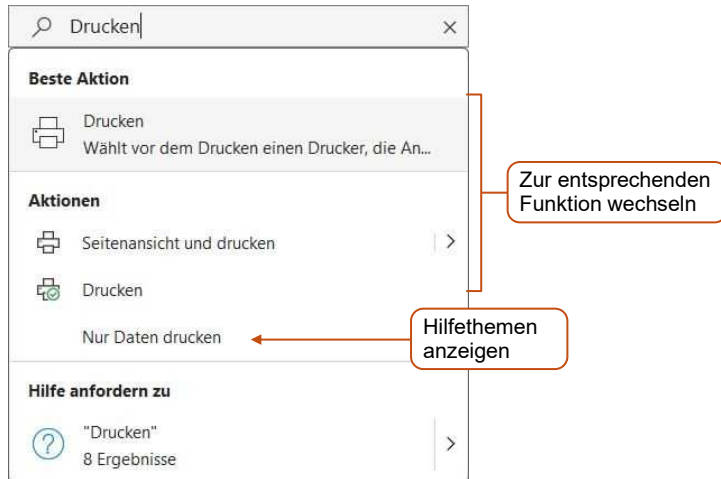 Drucken
Beste Aktion
Drucken
Wählt vor dem Drucken einen Drucker, die An...
Zur entsprechenden
Funktion wechseln
Aktionen
Seitenansicht und drucken
Drucken
Nur Daten drucken
Hilfethemen
anzeigen
Hilfe anfordern zu
"Drucken"
8 Ergebnisse